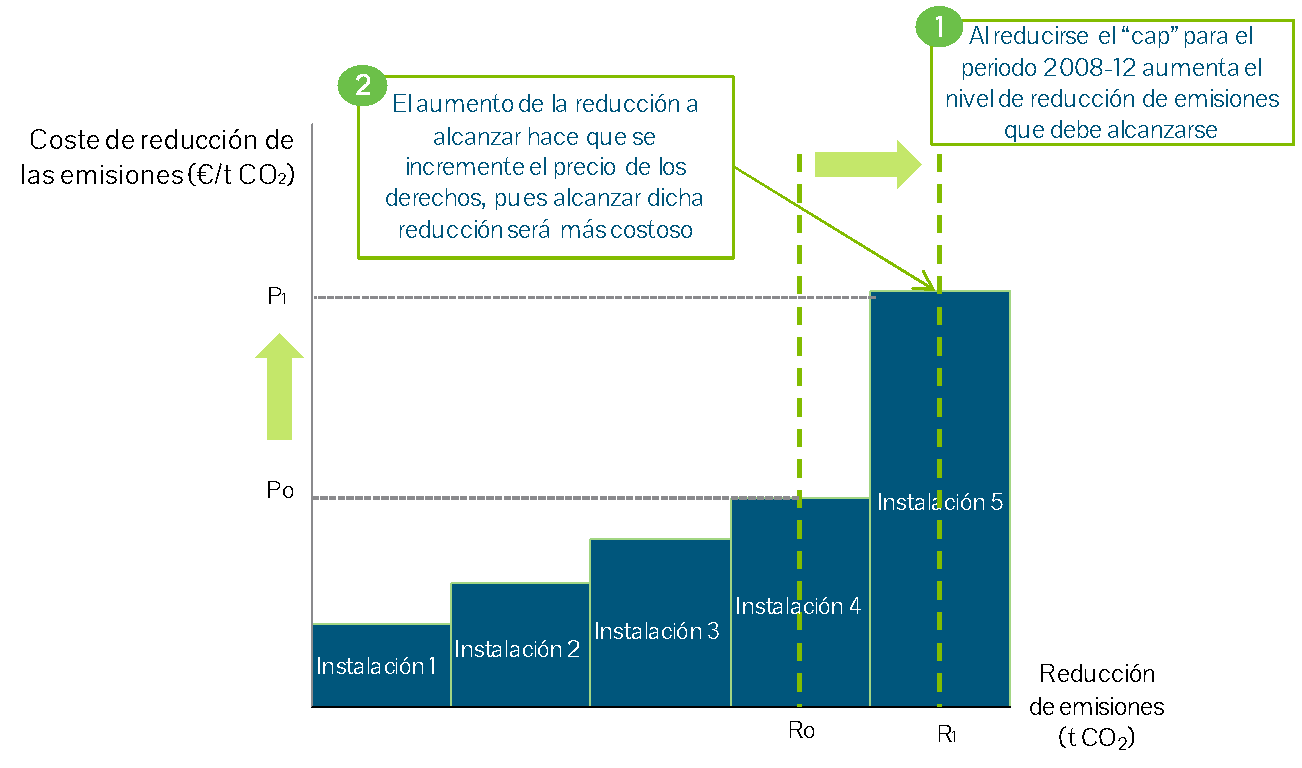 1
Al reducirse el “cap” para el
periodo 2008-12 aumenta el
nivel de reducción de emisiones
que debe alcanzarse
2
El aumento de la reducción a
alcanzar hace que se
incremente el precio de los
derechos, pues alcanzar dicha
reducción será más costoso
Coste de reducción de
las emisiones (€/t CO₂)
P₁
P₀
Instalación 1
Instalación 2
Instalación 3
Instalación 4
Instalación 5
R₀
R₁
Reducción
de emisiones
(t CO₂)